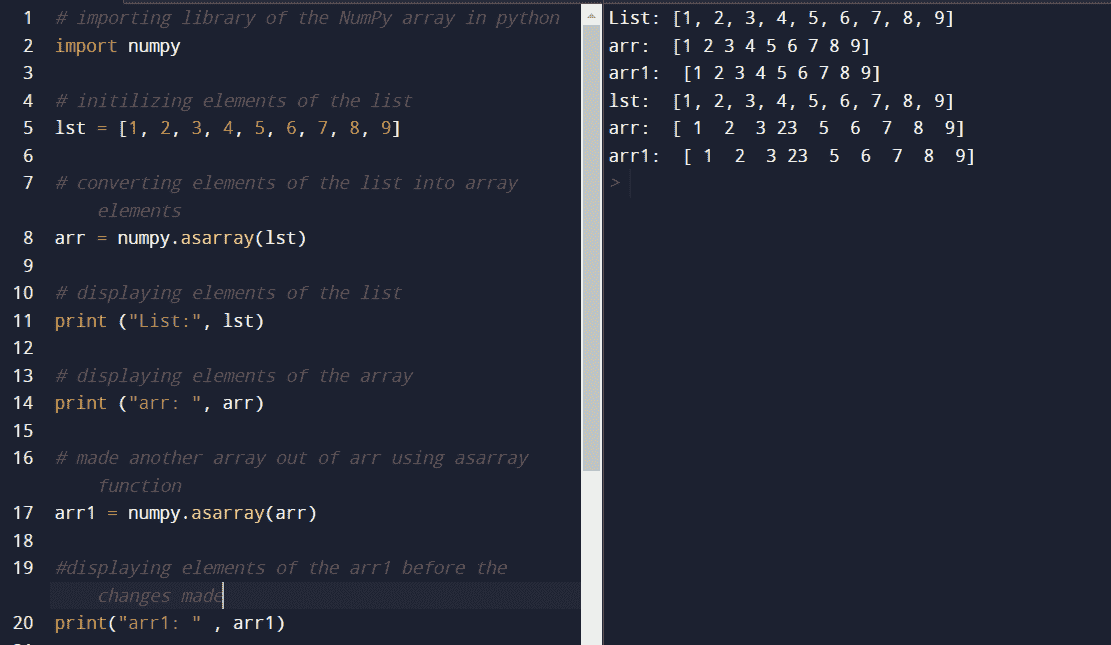 1 # importing library of the NumPy array in python
2 import numpy
3
4 # initilizing elements of the list
5 lst = [1, 2, 3, 4, 5, 6, 7, 8, 9]
6
7 # converting elements of the list into array
elements
8 arr = numpy.asarray(lst)
9
10 # displaying elements of the list
11 print ("List:", lst)
12
13 # displaying elements of the array
14 print ("arr: ", arr)
15
16 # made another array out of arr using asarray
function
17 arr1 = numpy.asarray(arr)
18
19 #displaying elements of the arr1 before the
changes made
20 print("arr1: " , arr1)
List: [1, 2, 3, 4, 5, 6, 7, 8, 9]
arr:  [1 2 3 4 5 6 7 8 9]
arr1:  [1 2 3 4 5 6 7 8 9]
lst:  [1, 2, 3, 4, 5, 6, 7, 8, 9]
arr:  [ 1  2  3 23  5  6  7  8  9]
arr1:  [ 1  2  3 23  5  6  7  8  9]
>